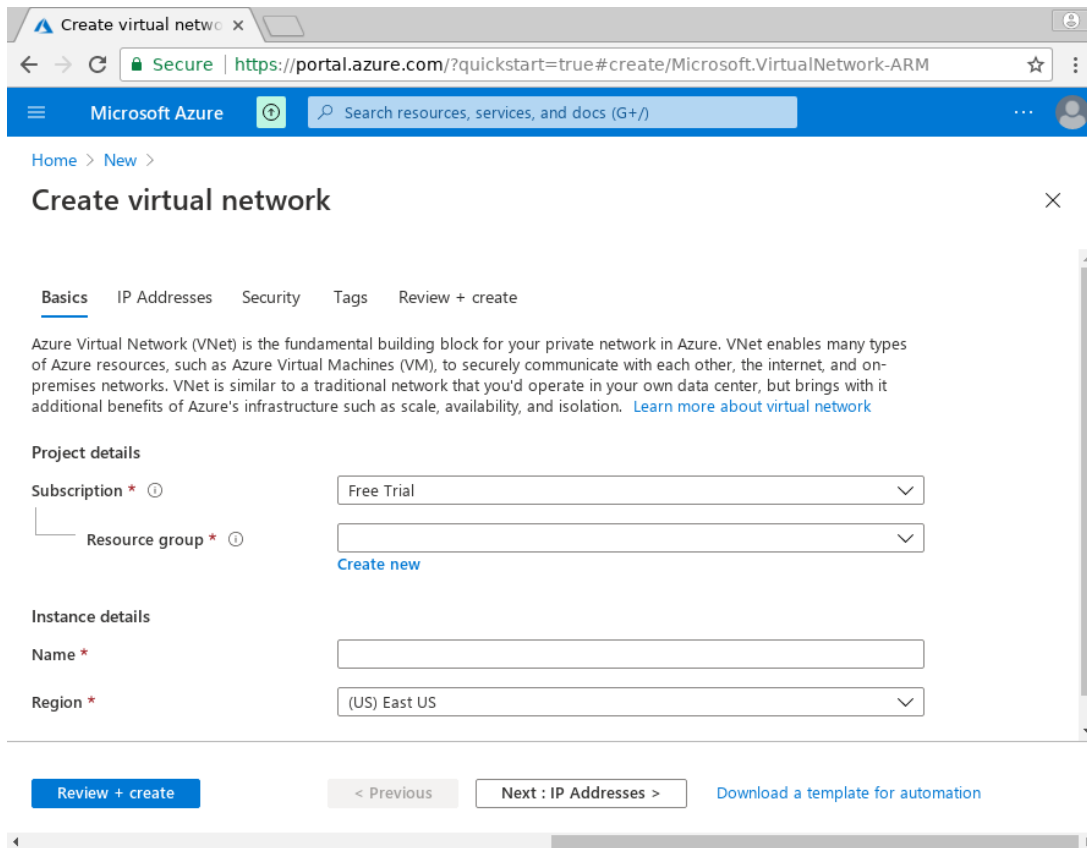 Create virtual netwo
Secure https://portal.azure.com/?quickstart=true#create/Microsoft.VirtualNetwork-ARM
Microsoft Azure Search resources, services, and docs (G+/)
Home > New >
Create virtual network
Basics IP Addresses Security Tags Review + create
Azure Virtual Network (VNet) is the fundamental building block for your private network in Azure. VNet enables many types
of Azure resources, such as Azure Virtual Machines (VM), to securely communicate with each other, the internet, and on-
premises networks. VNet is similar to a traditional network that you'd operate in your own data center, but brings with it
additional benefits of Azure's infrastructure such as scale, availability, and isolation. Learn more about virtual network
Project details
Subscription * Free Trial
Resource group *
Create new
Instance details
Name *
Region * (US) East US
Review + create < Previous Next : IP Addresses > Download a template for automation